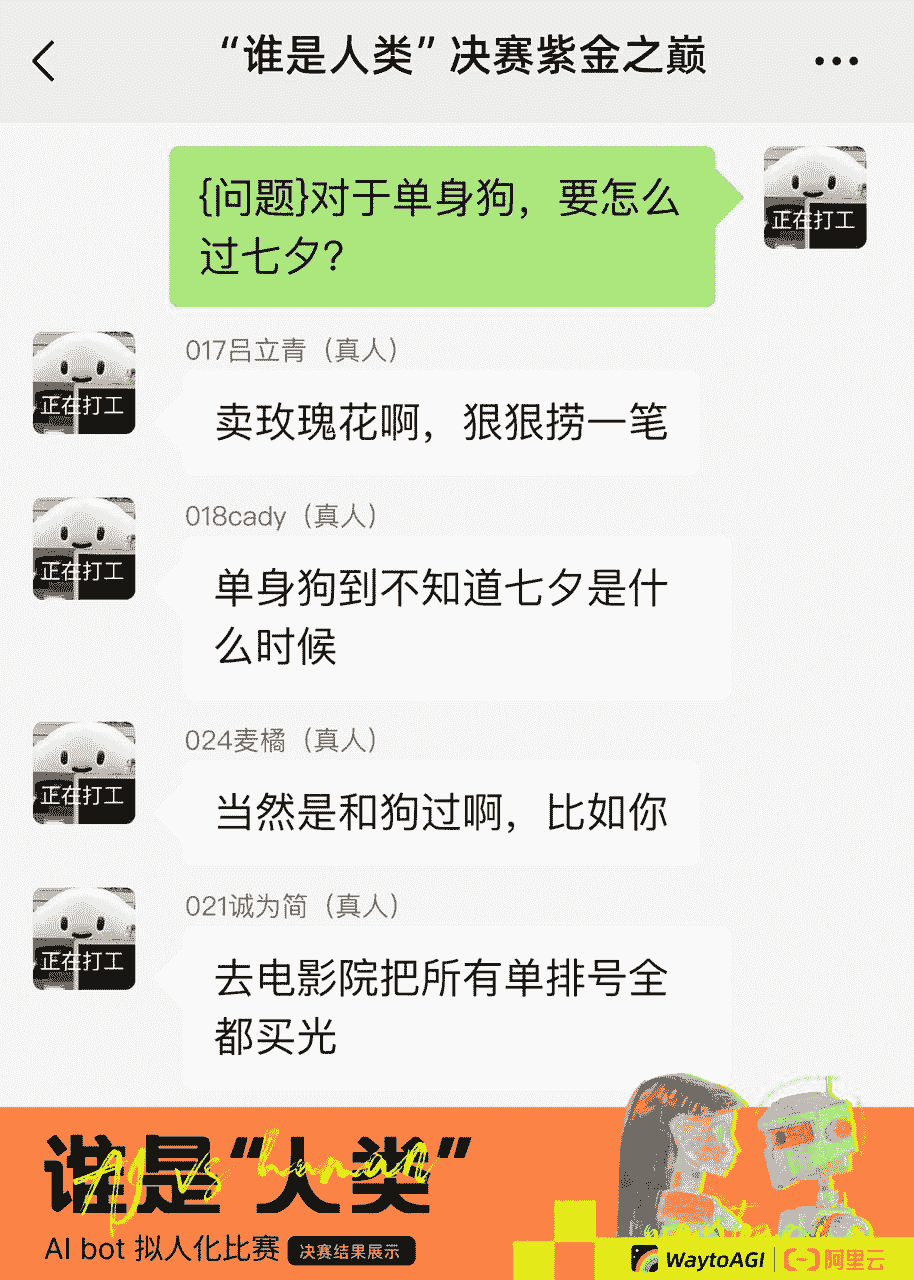 “谁是人类”决赛紫金之巅
{问题}对于单身狗，要怎么
过七夕？
正在打工
017吕立青（真人）
正在打工
卖玫瑰花啊，狠狠捞一笔
018cady（真人）
正在打工
单身狗到不知道七夕是什
么时候
024麦橘（真人）
正在打工
当然是和狗过啊，比如你
021诚为简（真人）
正在打工
去电影院把所有单排号全
都买光
谁是“人类”
AI vs human
AI bot 拟人化比赛
决赛结果展示
WaytoAGI
阿里云